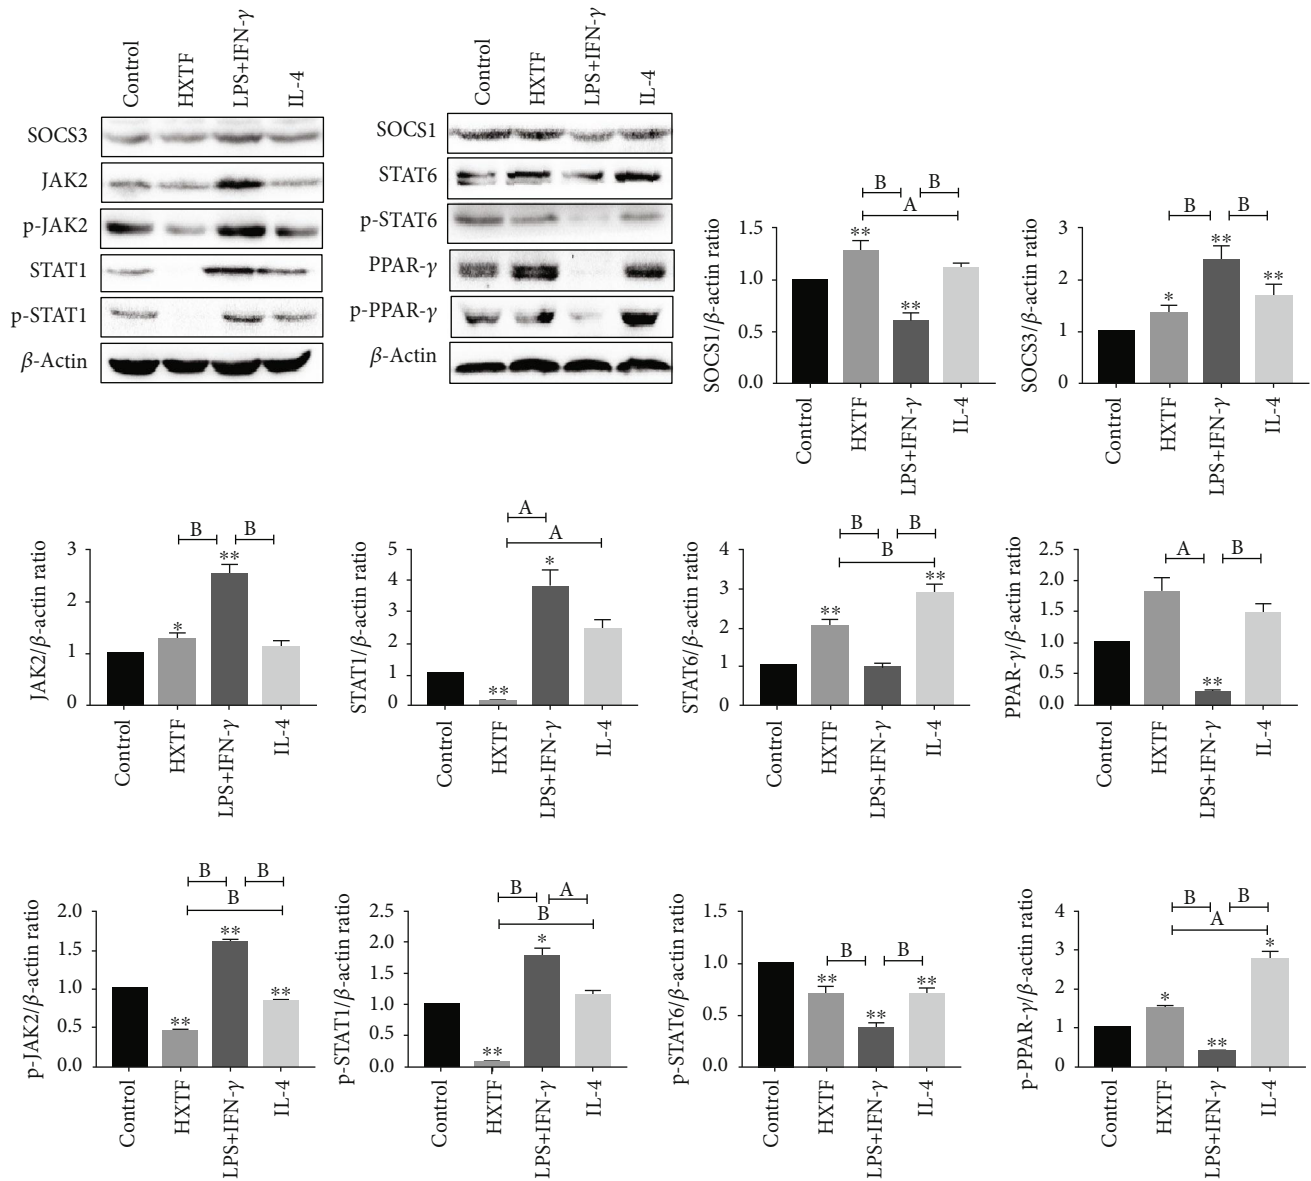 Control HXTF LPS+IFN-γ IL-4
SOCS3
JAK2
p-JAK2
STAT1
p-STAT1
β-Actin
Control HXTF LPS+IFN-γ IL-4
SOCS1
STAT6
p-STAT6
PPAR-γ
p-PPAR-γ
β-Actin
SOCS1/β-actin ratio
B B
A
1.5
1.0
0.5
0.0
** **
Control HXTF LPS+IFN-γ IL-4
SOCS3/β-actin ratio
B B
3
2
1
0
* ** **
Control HXTF LPS+IFN-γ IL-4
JAK2/β-actin ratio
B B
3
2
1
0
* **
Control HXTF LPS+IFN-γ IL-4
STAT1/β-actin ratio
A
A
5
4
3
2
1
0
** *
Control HXTF LPS+IFN-γ IL-4
STAT6/β-actin ratio
B B
B
4
3
2
1
0
** **
Control HXTF LPS+IFN-γ IL-4
PPAR-γ/β-actin ratio
A B
2.5
2.0
1.5
1.0
0.5
0.0
**
Control HXTF LPS+IFN-γ IL-4
p-JAK2/β-actin ratio
B B
B
2.0
1.5
1.0
0.5
0.0
** ** **
Control HXTF LPS+IFN-γ IL-4
p-STAT1/β-actin ratio
B A
B
2.5
2.0
1.5
1.0
0.5
0.0
** *
Control HXTF LPS+IFN-γ IL-4
p-STAT6/β-actin ratio
B B
1.5
1.0
0.5
0.0
** ** **
Control HXTF LPS+IFN-γ IL-4
p-PPAR-γ/β-actin ratio
B B
A
4
3
2
1
0
* ** *
Control HXTF LPS+IFN-γ IL-4